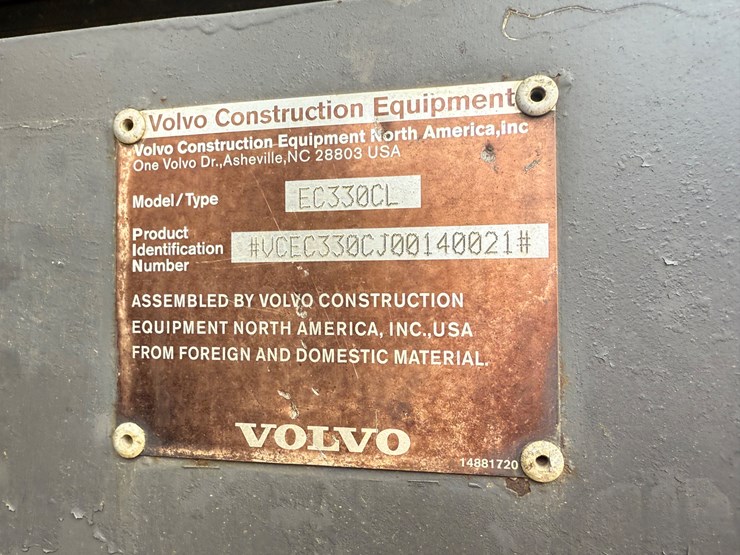 Volvo Construction Equipment
Volvo Construction Equipment North America,Inc
One Volvo Dr.,Asheville,NC 28803 USA
Model/Type EC330CL
Product
Identification
Number #VCEC330CJ00140021#
ASSEMBLED BY VOLVO CONSTRUCTION
EQUIPMENT NORTH AMERICA, INC.,USA
FROM FOREIGN AND DOMESTIC MATERIAL.
VOLVO
14881720